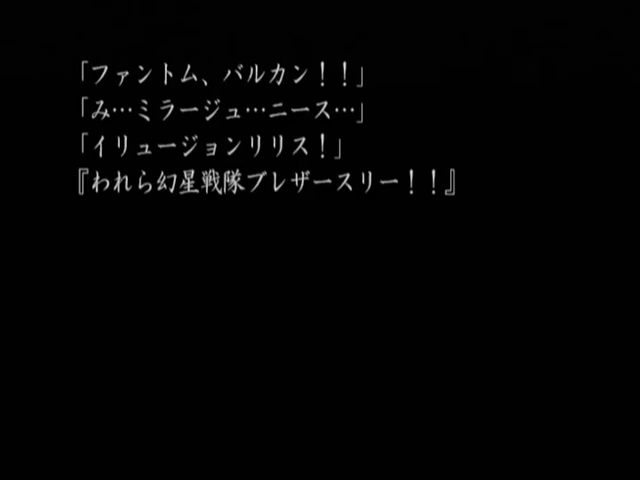 「ファントム、バルカン！！」
「み…ミラージュ…ニース…」
「イリュージョンリリス！」
『われら幻星戦隊ブレザースリー！！』